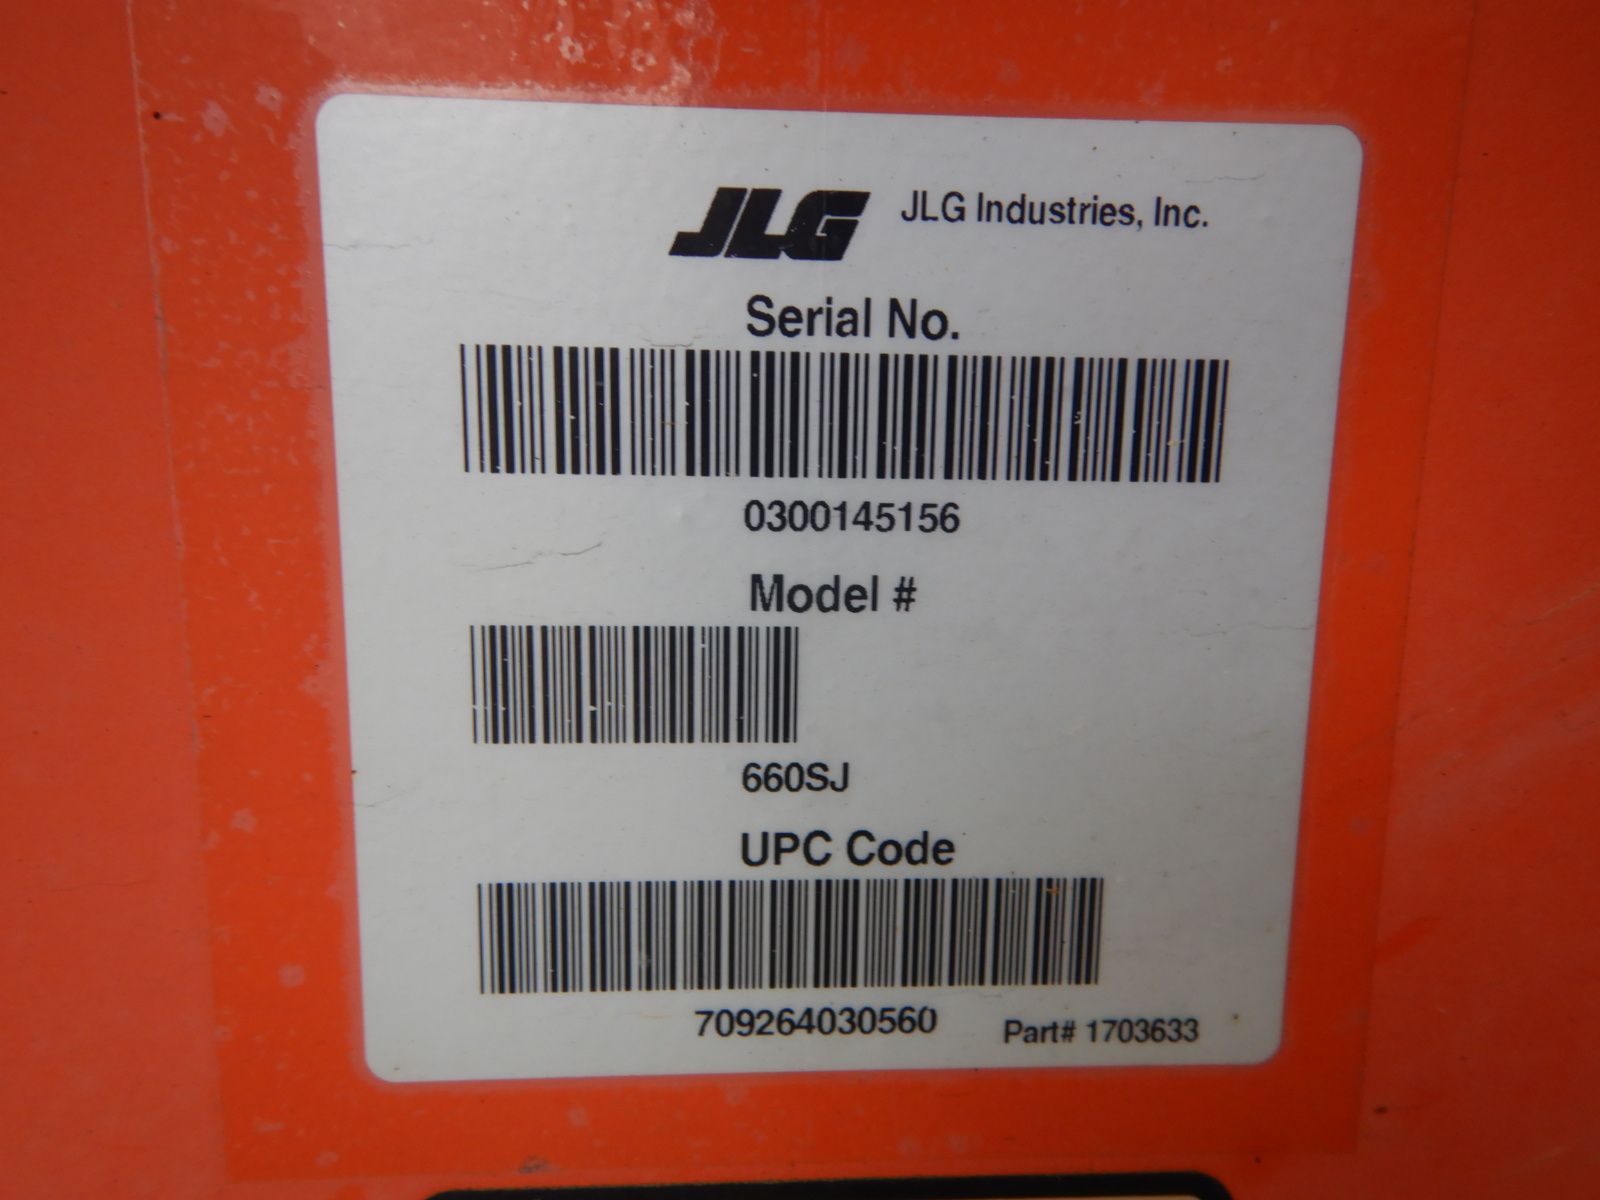 JLG JLG Industries, Inc.
Serial No.
0300145156
Model #
660SJ
UPC Code
709264030560
Part# 1703633